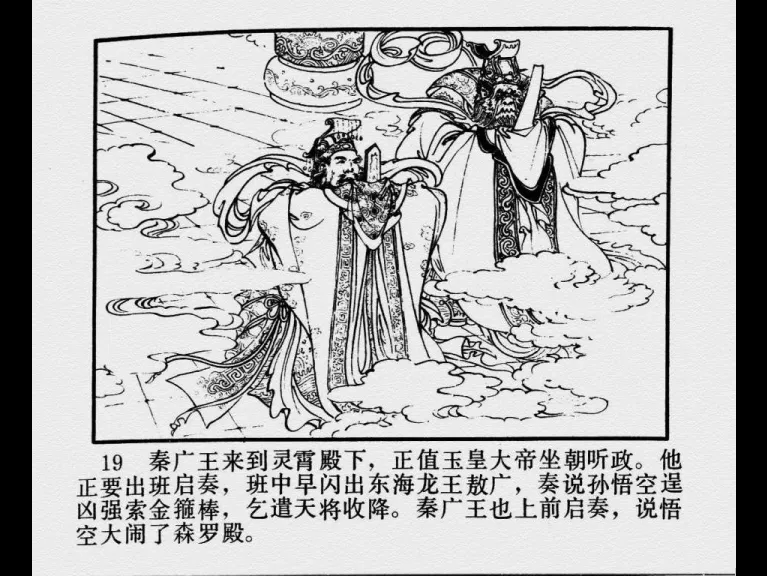 19 秦广王来到灵霄殿下，正值玉皇大帝坐朝听政。他
正要出班启奏，班中早闪出东海龙王敖广，奏说孙悟空逞
凶强索金箍棒，乞遣天将收降。秦广王也上前启奏，说悟
空大闹了森罗殿。